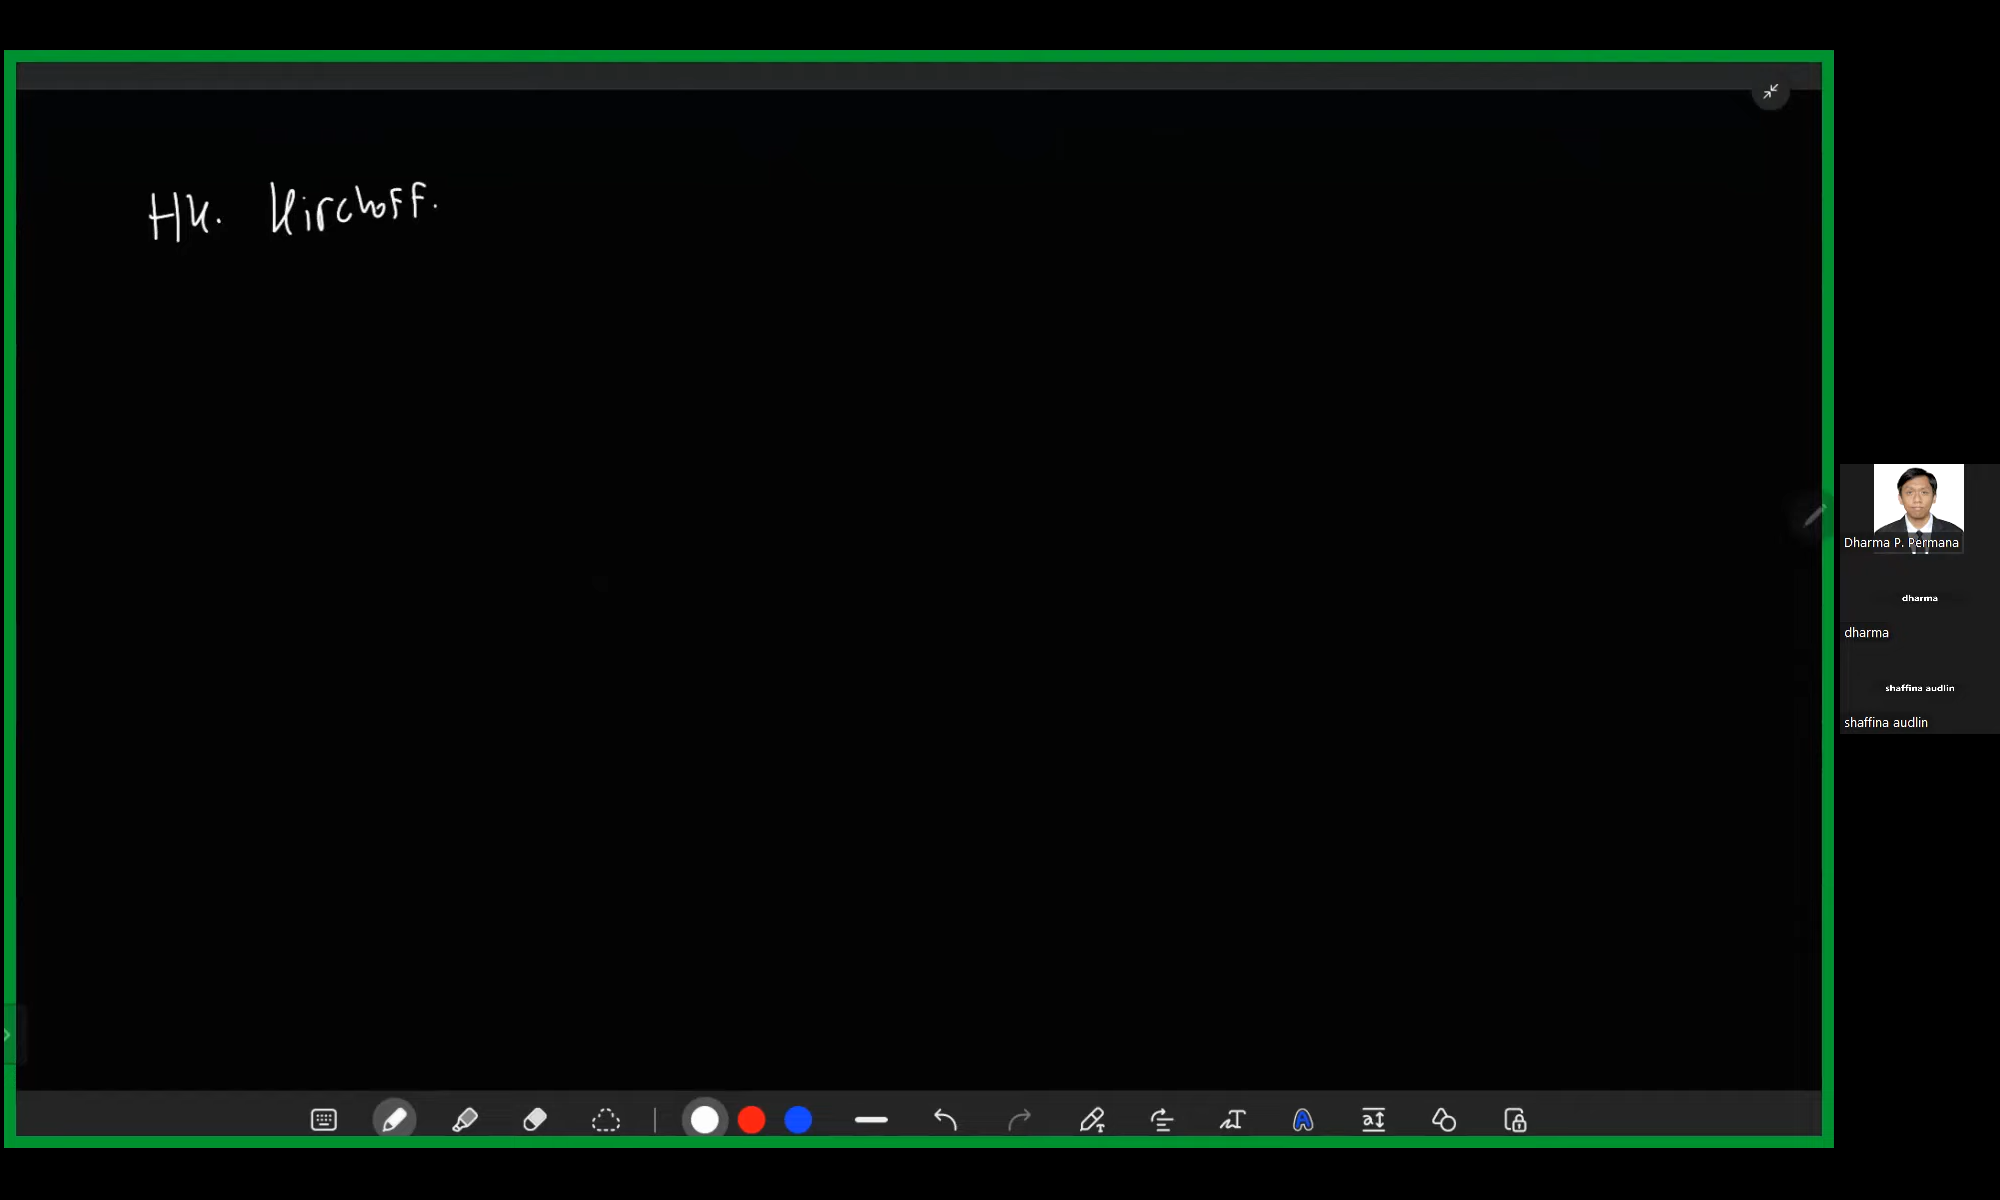 Hk. Kirchoff.
Dharma P. Permana
dharma
dharma
shaffina audlin
shaffina audlin